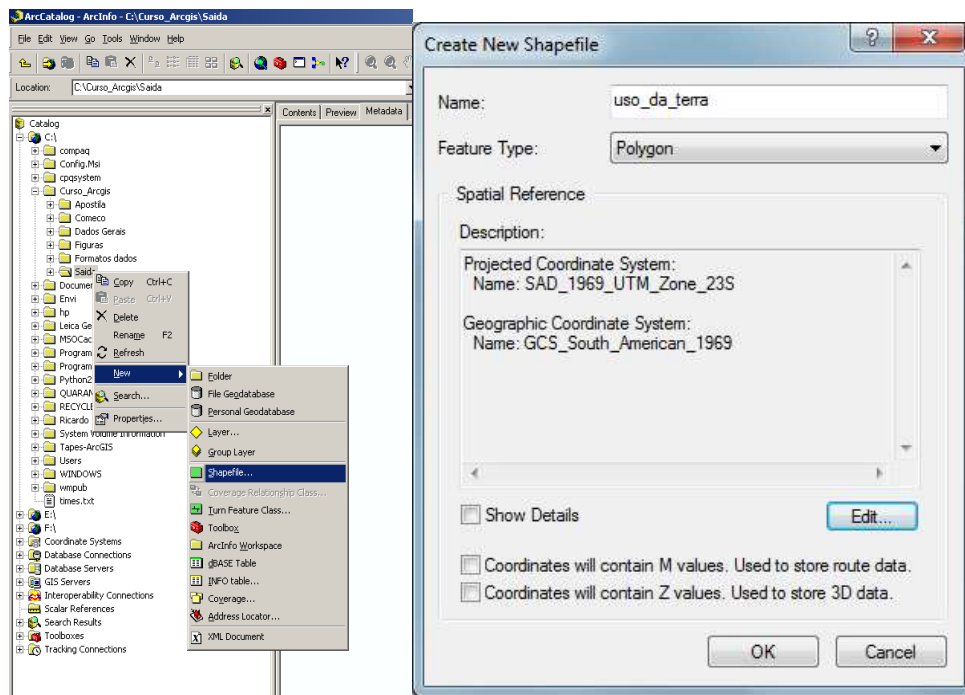 ArcCatalog - ArcInfo - C:\Curso_Arcgis\Saida
File Edit View Go Tools Window Help
Location: C:\Curso_Arcgis\Saida
Contents Preview Metadata
Catalog
C:\
compaq
Config.Msi
cpqsystem
Curso_Arcgis
Apostila
Comeco
Dados Gerais
Figuras
Formatos dados
Saida
Documen
Envi
hp
Leica Ge
MSOCac
Program
Program
Python2
QUARAN
RECYCLE
Ricardo
System Volume Information
Tapes-ArcGIS
Users
WINDOWS
wmpub
times.txt
E:\
F:\
Coordinate Systems
Database Connections
Database Servers
GIS Servers
Interoperability Connections
Scalar References
Search Results
Toolboxes
Tracking Connections
Copy Ctrl+C
Paste Ctrl+V
Delete
Rename F2
Refresh
New
Search...
Properties...
Folder
File Geodatabase
Personal Geodatabase
Layer...
Group Layer
Shapefile...
Coverage Relationship Class...
Turn Feature Class...
Toolbox
ArcInfo Workspace
dBASE Table
INFO table...
Coverage...
Address Locator...
XML Document
Create New Shapefile
Name: uso_da_terra
Feature Type: Polygon
Spatial Reference
Description:
Projected Coordinate System:
Name: SAD_1969_UTM_Zone_23S
Geographic Coordinate System:
Name: GCS_South_American_1969
Show Details
Edit...
Coordinates will contain M values. Used to store route data.
Coordinates will contain Z values. Used to store 3D data.
OK Cancel